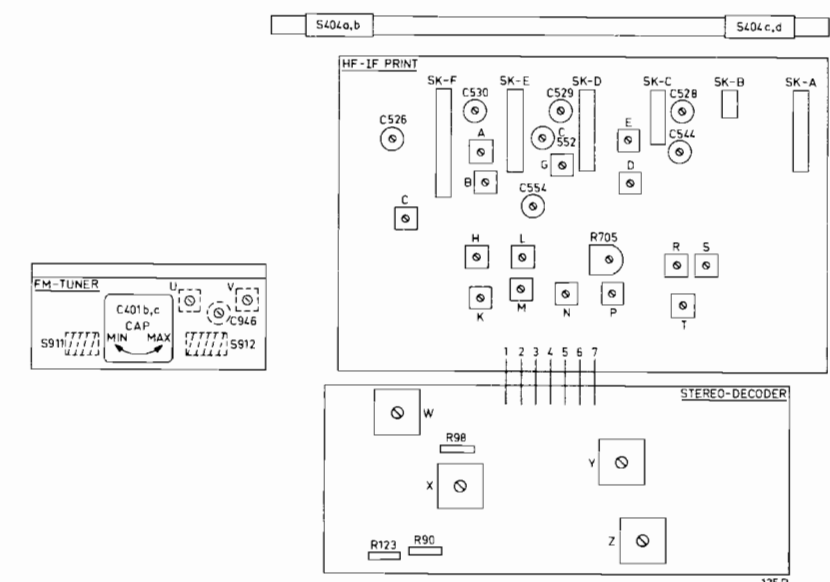 S404a,b
S404c,d
HF-IF PRINT
SK-F
SK-E
SK-D
SK-C
SK-B
SK-A
C530
C529
C528
C526
A
C
552
E
C544
G
B
D
C554
C
H
L
R705
R
S
K
M
N
P
T
FM-TUNER
U
V
C401b,c
CAP
MIN
MAX
C946
S911
S912
1 2 3 4 5 6 7
STEREO-DECODER
W
R98
Y
X
R123
R90
Z